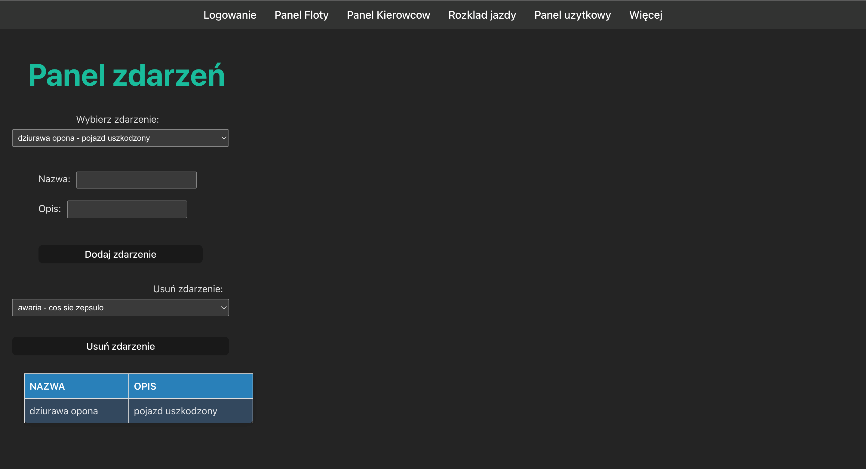 Logowanie Panel Floty Panel Kierowcow Rozklad jazdy Panel uzytkowy Więcej
Panel zdarzeń
Wybierz zdarzenie:
dziurawa opona - pojazd uszkodzony
Nazwa:
Opis:
Dodaj zdarzenie
Usuń zdarzenie:
awaria - cos sie zepsulo
Usuń zdarzenie
NAZWA OPIS
dziurawa opona pojazd uszkodzony